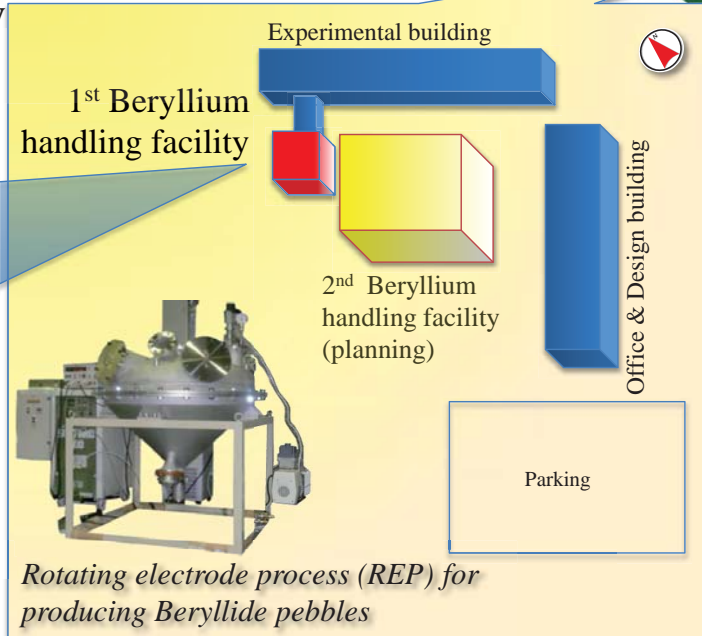 Experimental building
N
1st Beryllium
handling facility
2nd Beryllium
handling facility
(planning)
Office & Design building
Parking
Rotating electrode process (REP) for
producing Beryllide pebbles